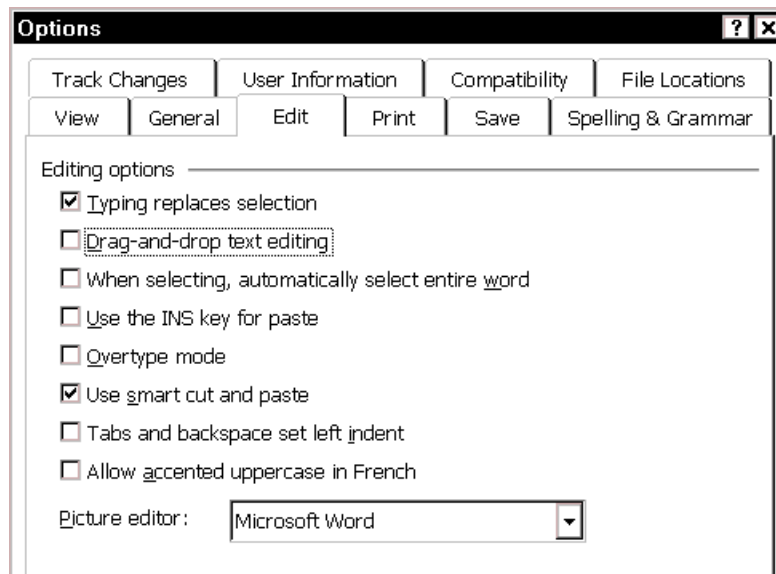 Options ? X
Track Changes User Information Compatibility File Locations
View General Edit Print Save Spelling & Grammar
Editing options
Typing replaces selection
Drag-and-drop text editing
When selecting, automatically select entire word
Use the INS key for paste
Overtype mode
Use smart cut and paste
Tabs and backspace set left indent
Allow accented uppercase in French
Picture editor: Microsoft Word